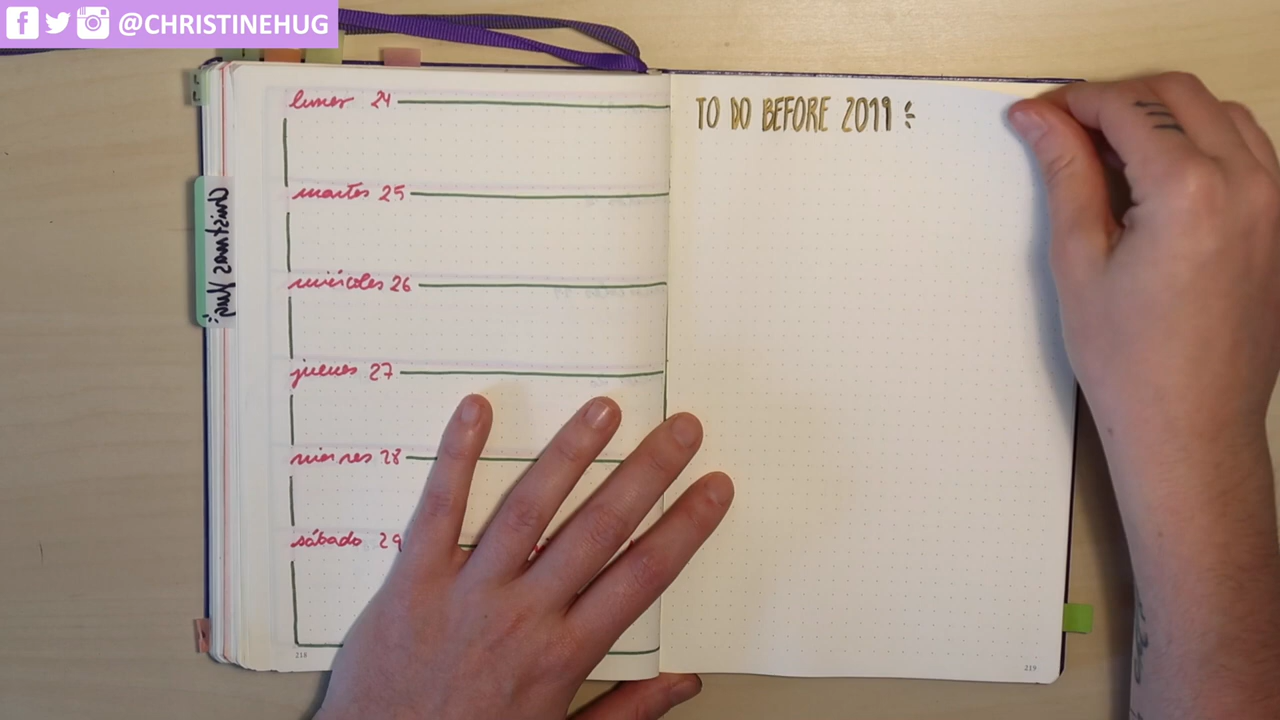 @CHRISTINEHUG
lunes 24
martes 25
miércoles 26
jueves 27
viernes 28
sábado 29
218
TO DO BEFORE 2019
219